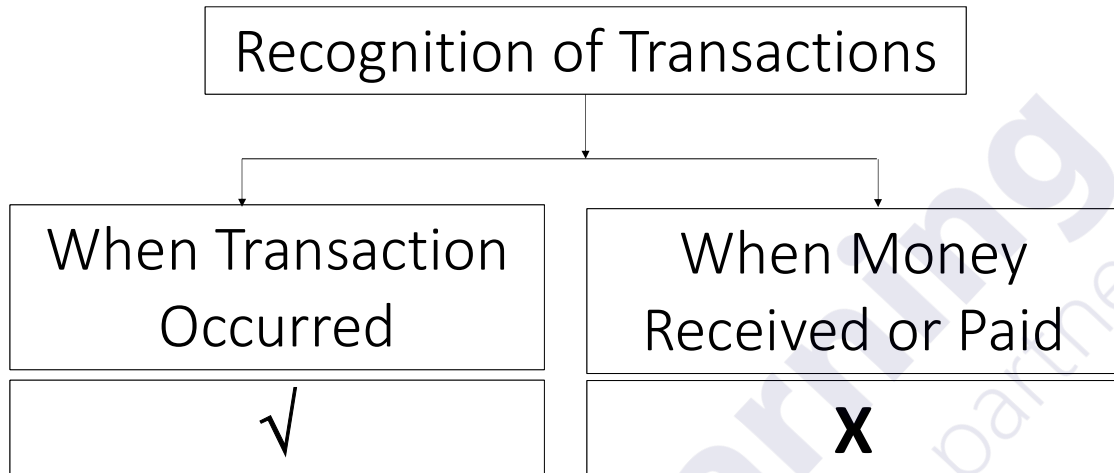 Recognition of Transactions
When Transaction
Occurred
When Money
Received or Paid
√
X